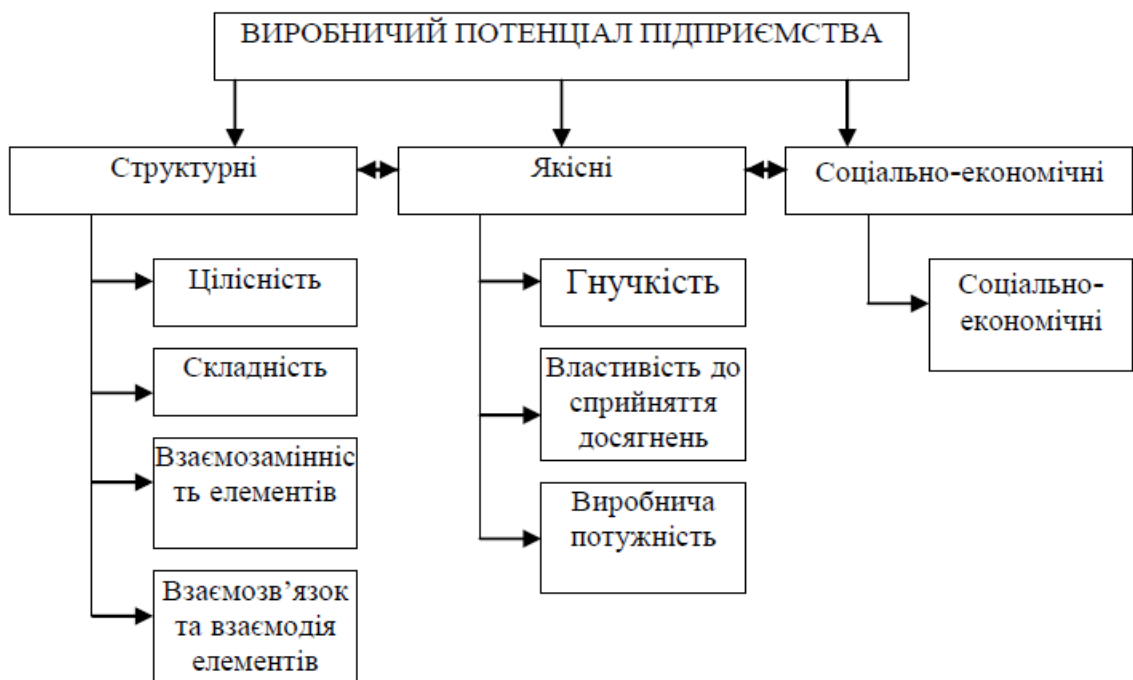 ВИРОБНИЧИЙ ПОТЕНЦІАЛ ПІДПРИЄМСТВА
Структурні
Якісні
Соціально-економічні
Цілісність
Складність
Взаємозамінніс
ть елементів
Взаємозв’язок
та взаємодія
елементів
Гнучкість
Властивість до
сприйняття
досягнень
Виробнича
потужність
Соціально-
економічні